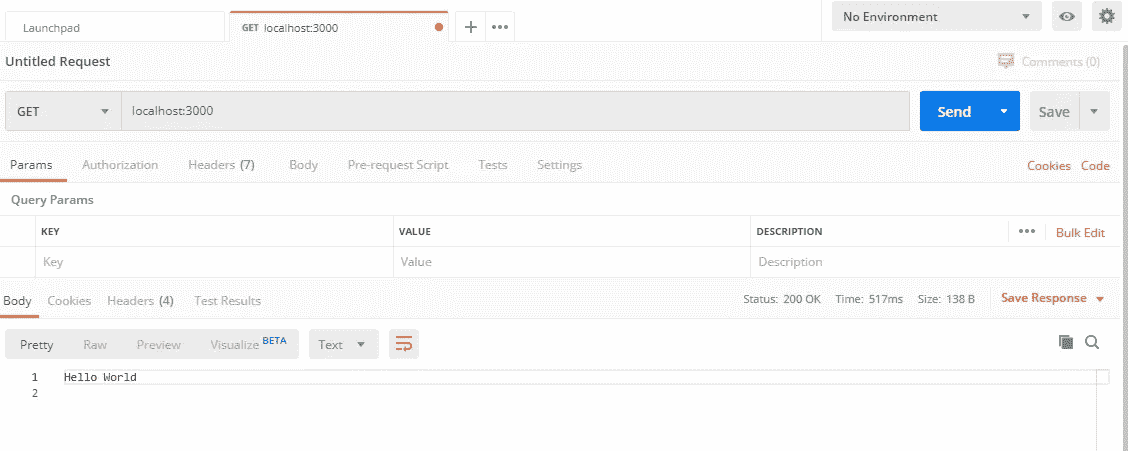 Launchpad GET localhost:3000 No Environment
Untitled Request Comments (0)
GET localhost:3000 Send Save
Params Authorization Headers (7) Body Pre-request Script Tests Settings Cookies Code
Query Params
KEY VALUE DESCRIPTION Bulk Edit
Key Value Description
Body Cookies Headers (4) Test Results Status: 200 OK Time: 517ms Size: 138 B Save Response
Pretty Raw Preview Visualize BETA Text
1 Hello World
2